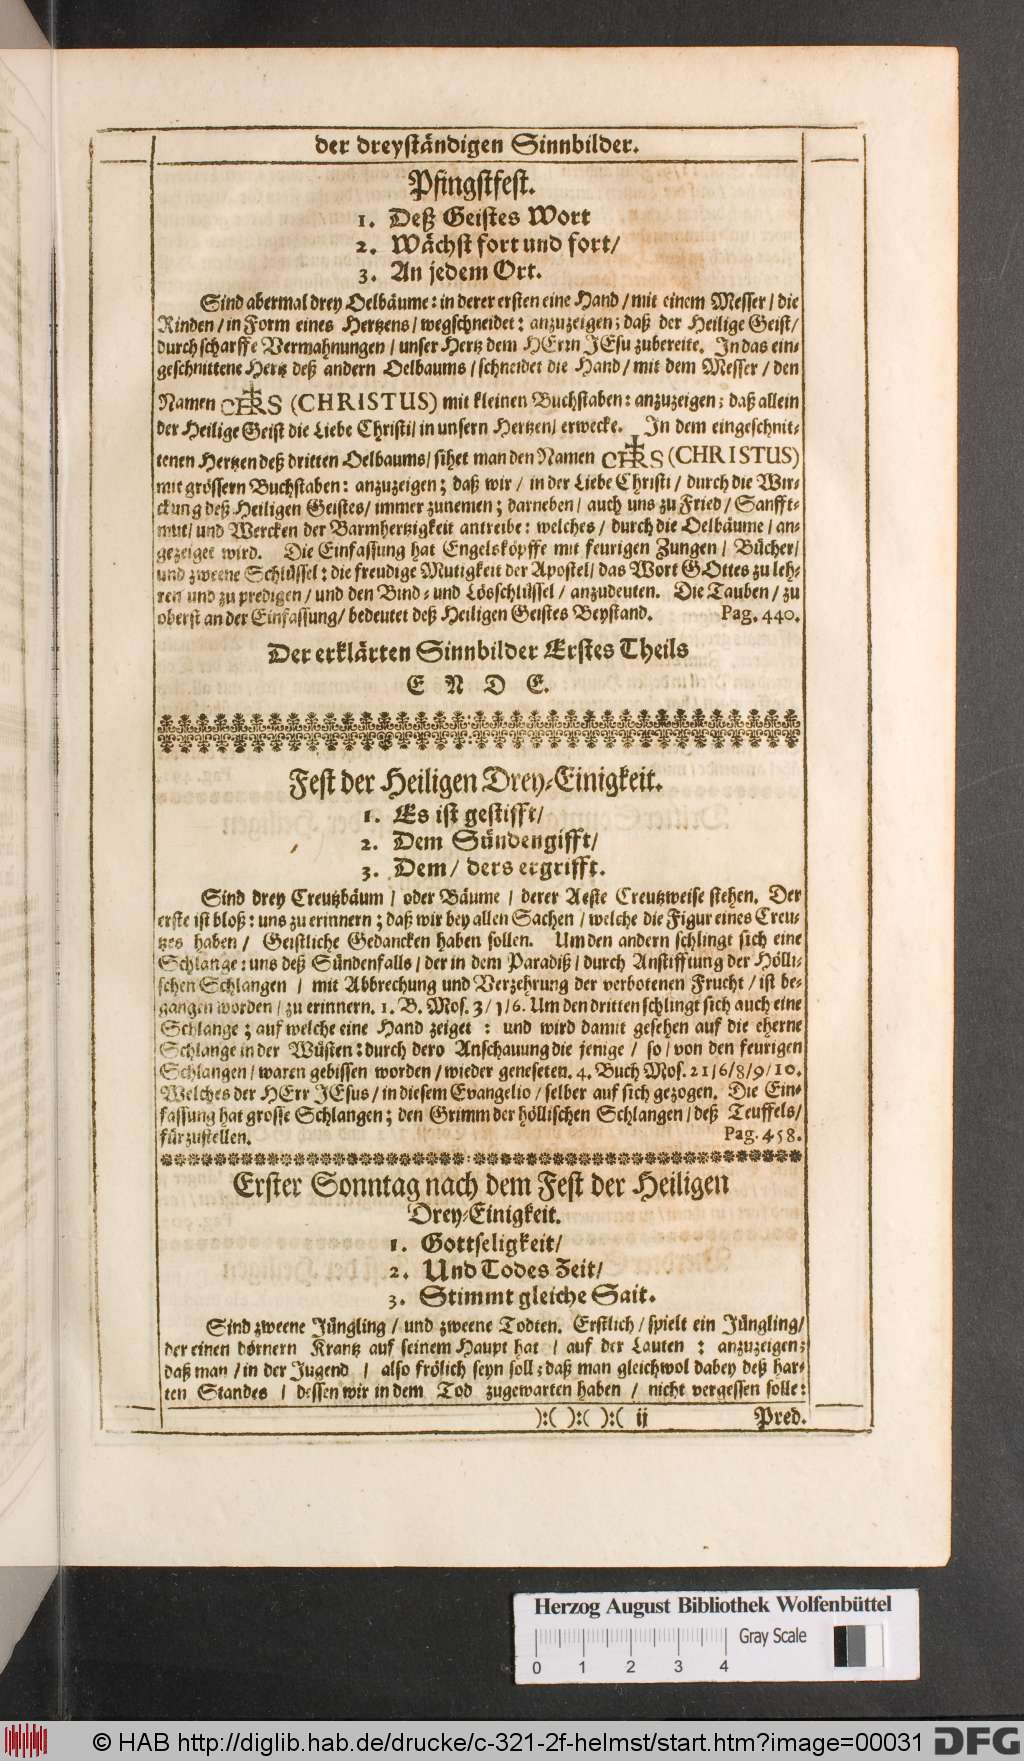 der dreyständigen Sinnbilder.
Pfingstfest.
1. Deß Geistes Wort
2. Wächst fort und fort/
3. An jedem Ort.
Sind abermal drey Oelbäume: in derer ersten eine Hand / mit einem Messer / die
Rinden / in Form eines Hertzens / wegschneidet: anzuzeigen; daß der Heilige Geist /
durch scharffe Vermahnungen / unser Hertz dem HErrn JEsu zubereite. In das ein-
geschnittene Hertz deß andern Oelbaums / schneidet die Hand / mit dem Messer / den
Namen CHRS (CHRISTUS) mit kleinen Buchstaben: anzuzeigen; daß allein
der Heilige Geist die Liebe Christi / in unsern Hertzen / erwecke. In dem eingeschnit-
tenen Hertzen deß dritten Oelbaums / sihet man den Namen CHRS (CHRISTUS)
mit grössern Buchstaben: anzuzeigen; daß wir / in der Liebe Christi / durch die Wir-
ckung deß Heiligen Geistes / immer zunemen; darneben / auch uns zu Fried / Sanfft-
mut / und Wercken der Barmhertzigkeit antreibe: welches / durch die Oelbäume / an-
gezeiget wird. Die Einfassung hat Engelsköpffe mit feurigen Zungen / Bücher /
und zweene Schlüssel: die freudige Mutigkeit der Apostel / das Wort GOttes zu leh-
ren und zu predigen / und den Bind- und Lösschlüssel / anzudeuten. Die Tauben / zu
oberst an der Einfassung / bedeutet deß Heiligen Geistes Beystand. Pag. 440.
Der erklärten Sinnbilder Erstes Theils
E N D E.
Fest der Heiligen Drey-Einigkeit.
1. Es ist gestifft/
2. Dem Sündengifft/
3. Dem / ders ergrifft.
Sind drey Creutzbäum / oder Bäume / derer Aeste Creutzweise stehen. Der
erste ist bloß: uns zu erinnern; daß wir bey allen Sachen / welche die Figur eines Creu-
tzes haben / Geistliche Gedancken haben sollen. Um den andern schlingt sich eine
Schlange: uns deß Sündenfalls / der in dem Paradiß / durch Anstifftung der Hölli-
schen Schlangen / mit Abbrechung und Verzehrung der verbotenen Frucht / ist be-
gangen worden / zu erinnern. 1. B. Mos. 3/1/6. Um den dritten schlingt sich auch eine
Schlange; auf welche eine Hand zeiget: und wird damit gesehen auf die eherne
Schlange in der Wüsten: durch dero Anschauung die jenige / so / von den feurigen
Schlangen / waren gebissen worden / wieder geneseten. 4. Buch Mos. 21/6/8/9/10.
Welches der HErr JEsus / in diesem Evangelio / selber auf sich gezogen. Die Ein-
fassung hat grosse Schlangen; den Grimm der höllischen Schlangen / deß Teuffels /
fürzustellen. Pag. 458.
Erster Sonntag nach dem Fest der Heiligen
Drey-Einigkeit.
1. Gottseligkeit/
2. Und Todes Zeit/
3. Stimmt gleiche Sait.
Sind zweene Jüngling / und zweene Todten. Erstlich / spielt ein Jüngling /
der einen dörnern Krantz auf seinem Haupt hat / auf der Lauten: anzuzeigen;
daß man / in der Jugend / also frölich seyn soll; daß man gleichwol dabey deß har-
ten Standes / dessen wir in dem Tod zugewarten haben / nicht vergessen solle:
):( ):( ):( ij Pred.
Herzog August Bibliothek Wolfenbüttel
Gray Scale
0 1 2 3 4
© HAB http://diglib.hab.de/drucke/c-321-2f-helmst/start.htm?image=00031 DFG